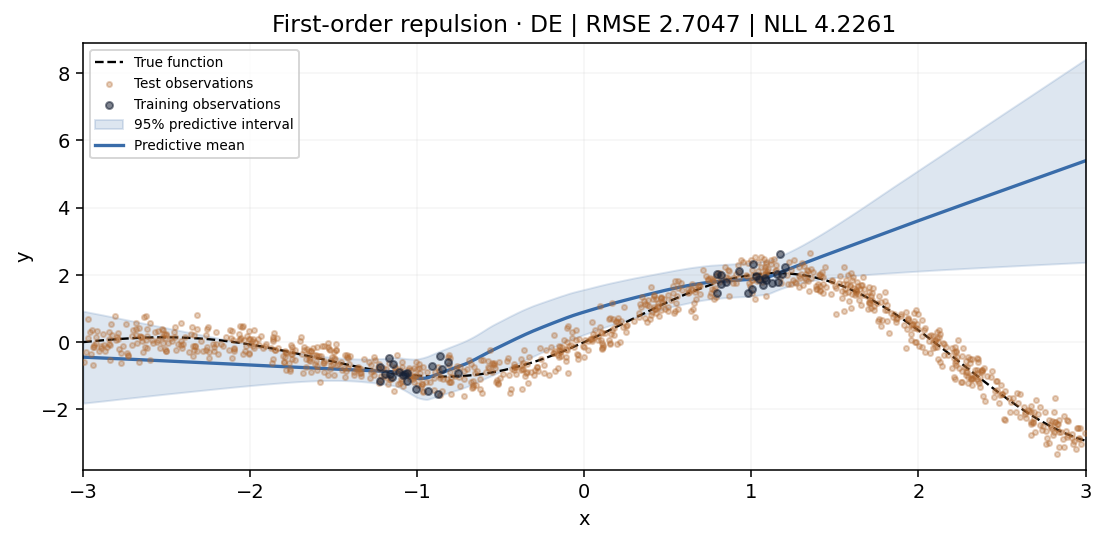 First-order repulsion · DE | RMSE 2.7047 | NLL 4.2261
True function
Test observations
Training observations
95% predictive interval
Predictive mean
y
8
6
4
2
0
−2
−3
−2
−1
0
1
2
3
x